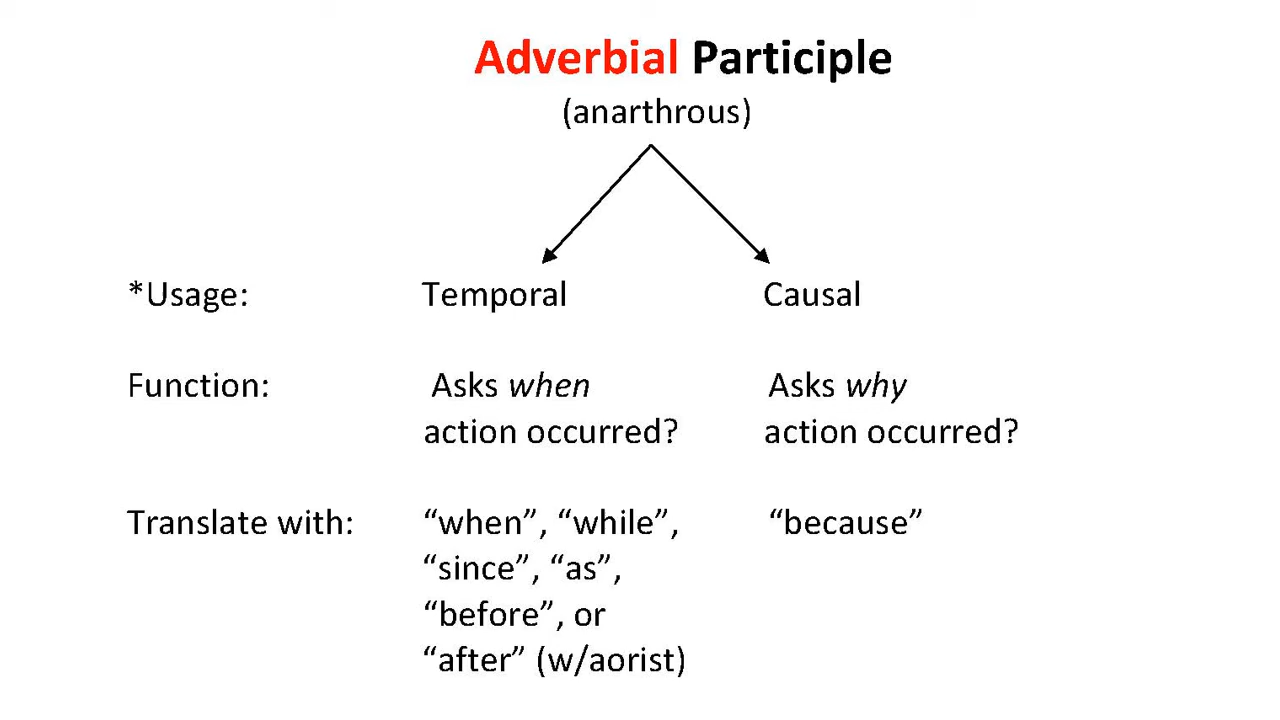 Adverbial Participle
(anarthrous)
*Usage: Temporal Causal
Function: Asks when Asks why
action occurred? action occurred?
Translate with: “when”, “while”, “because”
“since”, “as”,
“before”, or
“after” (w/aorist)